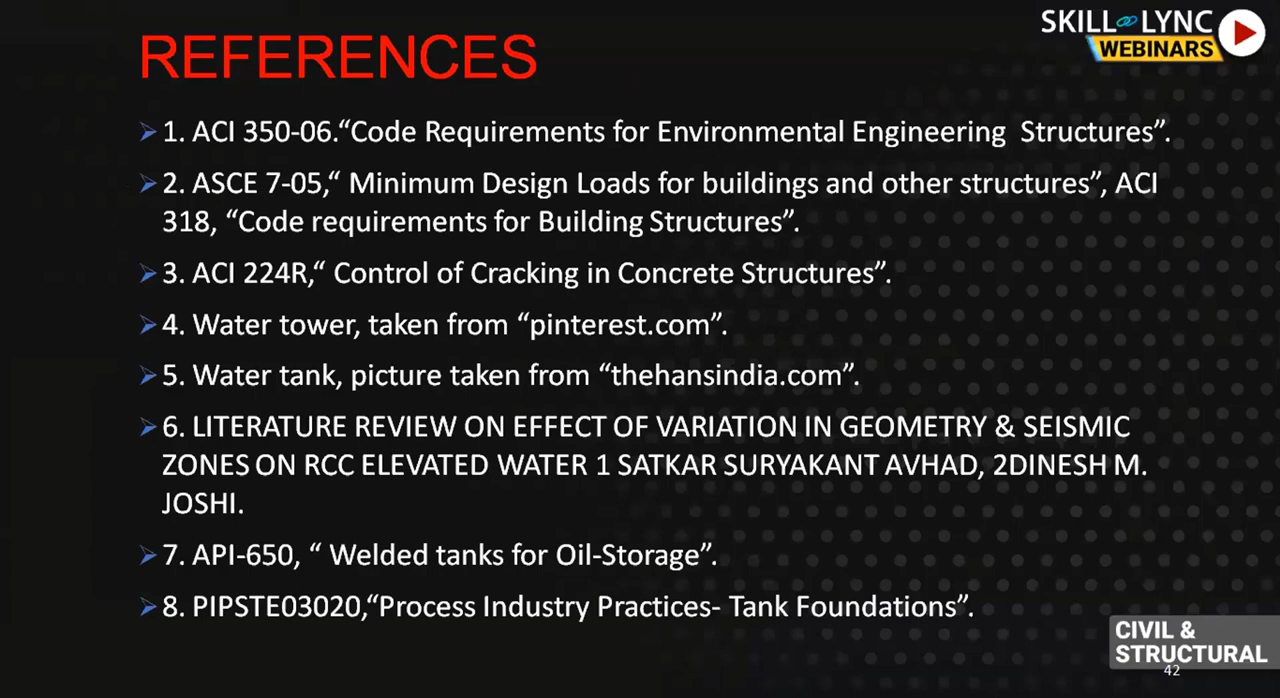 SKILL LYNC
WEBINARS
REFERENCES
1. ACI 350-06.“Code Requirements for Environmental Engineering Structures”.
2. ASCE 7-05,“ Minimum Design Loads for buildings and other structures”, ACI
318, “Code requirements for Building Structures”.
3. ACI 224R,“ Control of Cracking in Concrete Structures”.
4. Water tower, taken from “pinterest.com”.
5. Water tank, picture taken from “thehansindia.com”.
6. LITERATURE REVIEW ON EFFECT OF VARIATION IN GEOMETRY & SEISMIC
ZONES ON RCC ELEVATED WATER 1 SATKAR SURYAKANT AVHAD, 2DINESH M.
JOSHI.
7. API-650, “ Welded tanks for Oil-Storage”.
8. PIPSTE03020,“Process Industry Practices- Tank Foundations”.
CIVIL &
STRUCTURAL
42